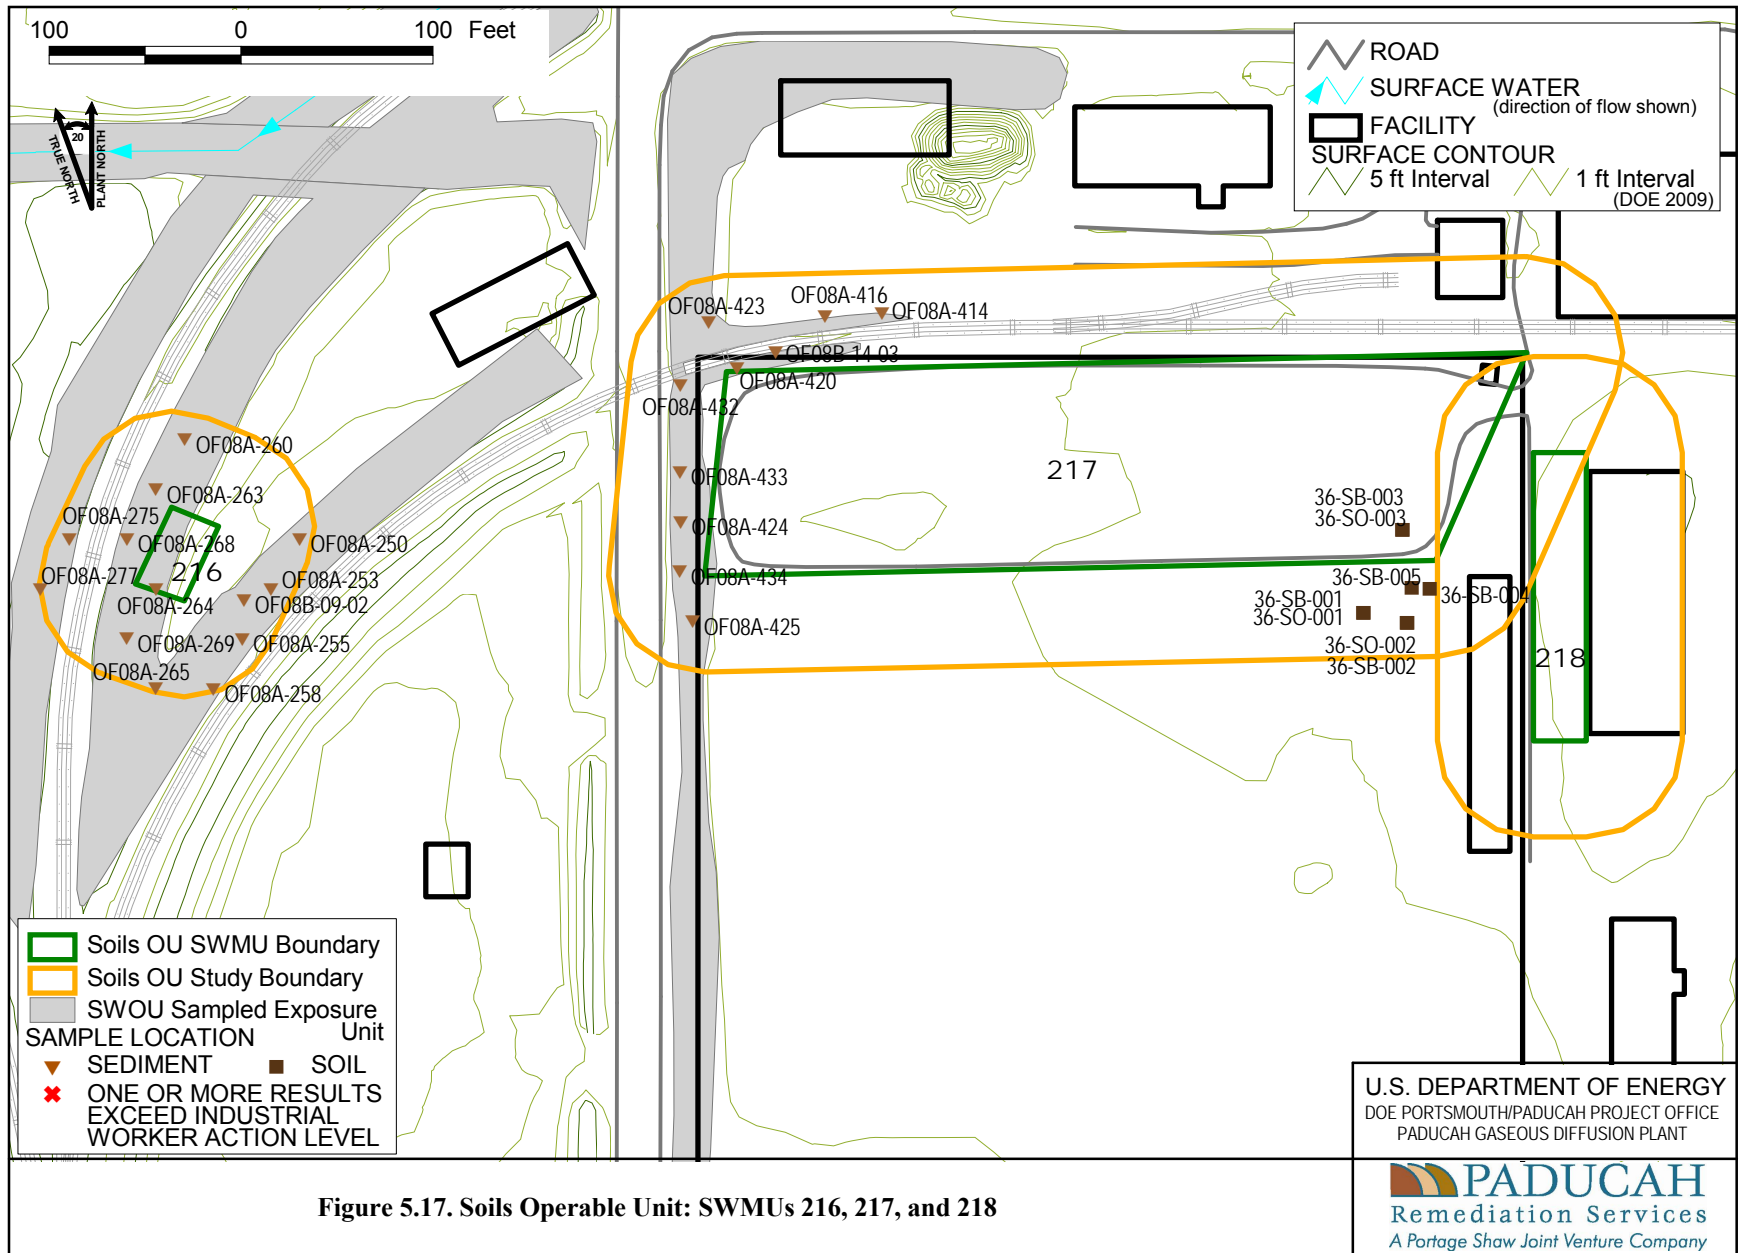 100 0 100 Feet
20
TRUE NORTH
PLANT NORTH
ROAD
SURFACE WATER
(direction of flow shown)
FACILITY
SURFACE CONTOUR
5 ft Interval 1 ft Interval
(DOE 2009)
OF08A-423
OF08A-416
OF08A-414
OF08B-14-03
OF08A-420
OF08A-432
OF08A-433
OF08A-424
OF08A-434
OF08A-425
217
36-SB-003
36-SO-003
36-SB-005
36-SB-004
36-SB-001
36-SO-001
36-SO-002
36-SB-002
218
OF08A-260
OF08A-263
OF08A-275
OF08A-268
OF08A-250
OF08A-277
216
OF08A-253
OF08A-264
OF08B-09-02
OF08A-269
OF08A-255
OF08A-265
OF08A-258
Soils OU SWMU Boundary
Soils OU Study Boundary
SWOU Sampled Exposure
Unit
SAMPLE LOCATION
SEDIMENT SOIL
ONE OR MORE RESULTS
EXCEED INDUSTRIAL
WORKER ACTION LEVEL
U.S. DEPARTMENT OF ENERGY
DOE PORTSMOUTH/PADUCAH PROJECT OFFICE
PADUCAH GASEOUS DIFFUSION PLANT
PADUCAH
Remediation Services
A Portage Shaw Joint Venture Company
Figure 5.17. Soils Operable Unit: SWMUs 216, 217, and 218